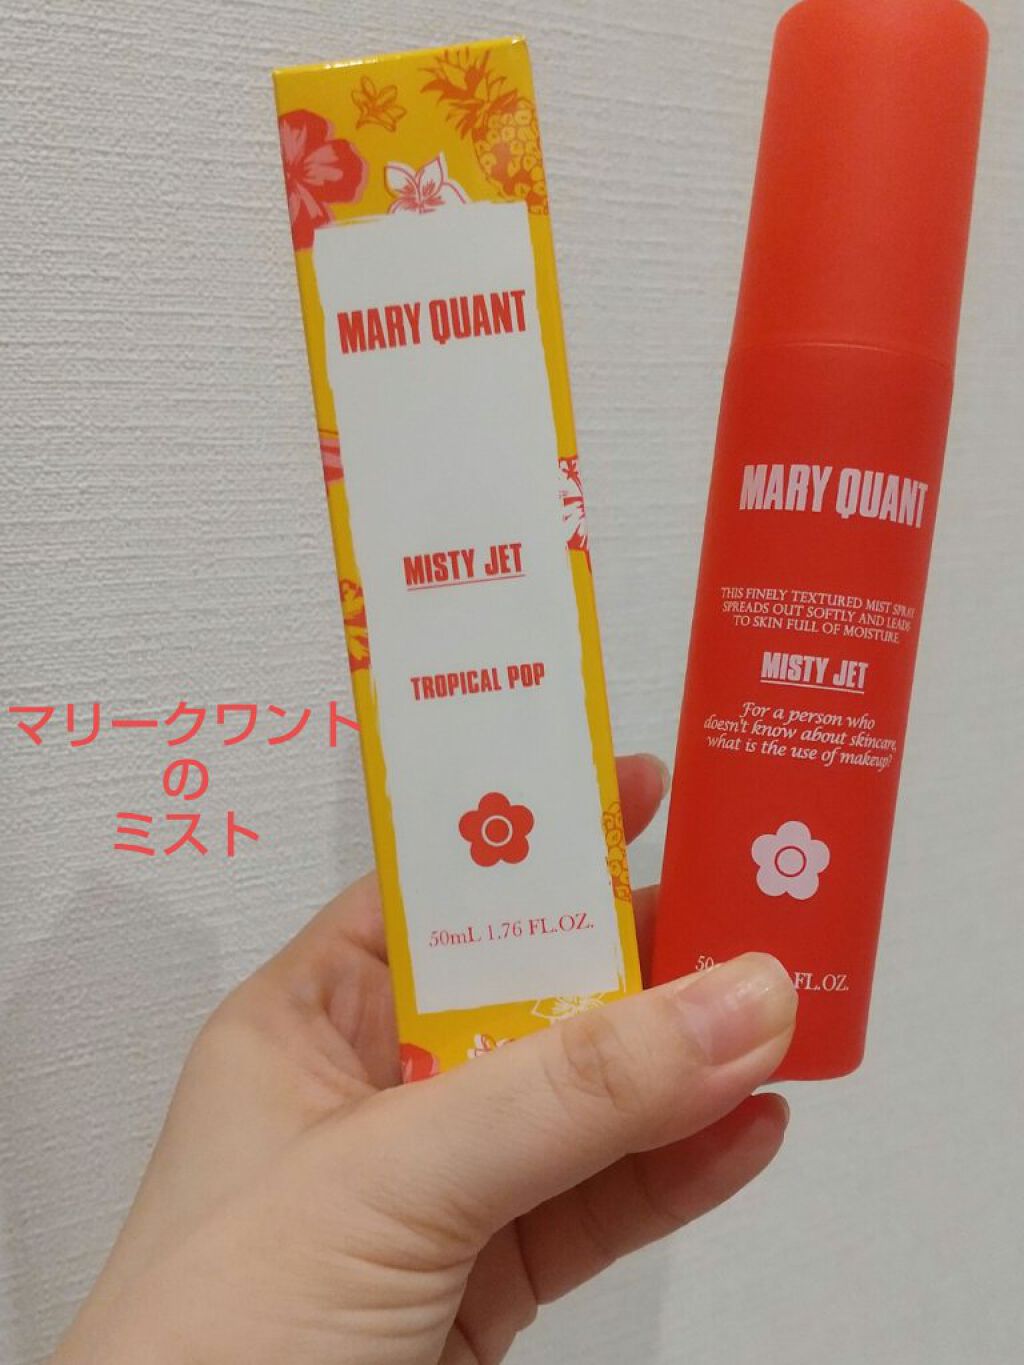 MARY QUANT
MISTY JET
TROPICAL POP
50mL 1.76 FL.OZ.
MARY QUANT
THIS FINELY TEXTURED MIST SPRAY
SPREADS OUT SOFTLY AND LEADS
TO SKIN FULL OF MOISTURE.
MISTY JET
For a person who
doesn't know about skincare,
what is the use of makeup?
50 FL.OZ.
マリークワント
の
ミスト